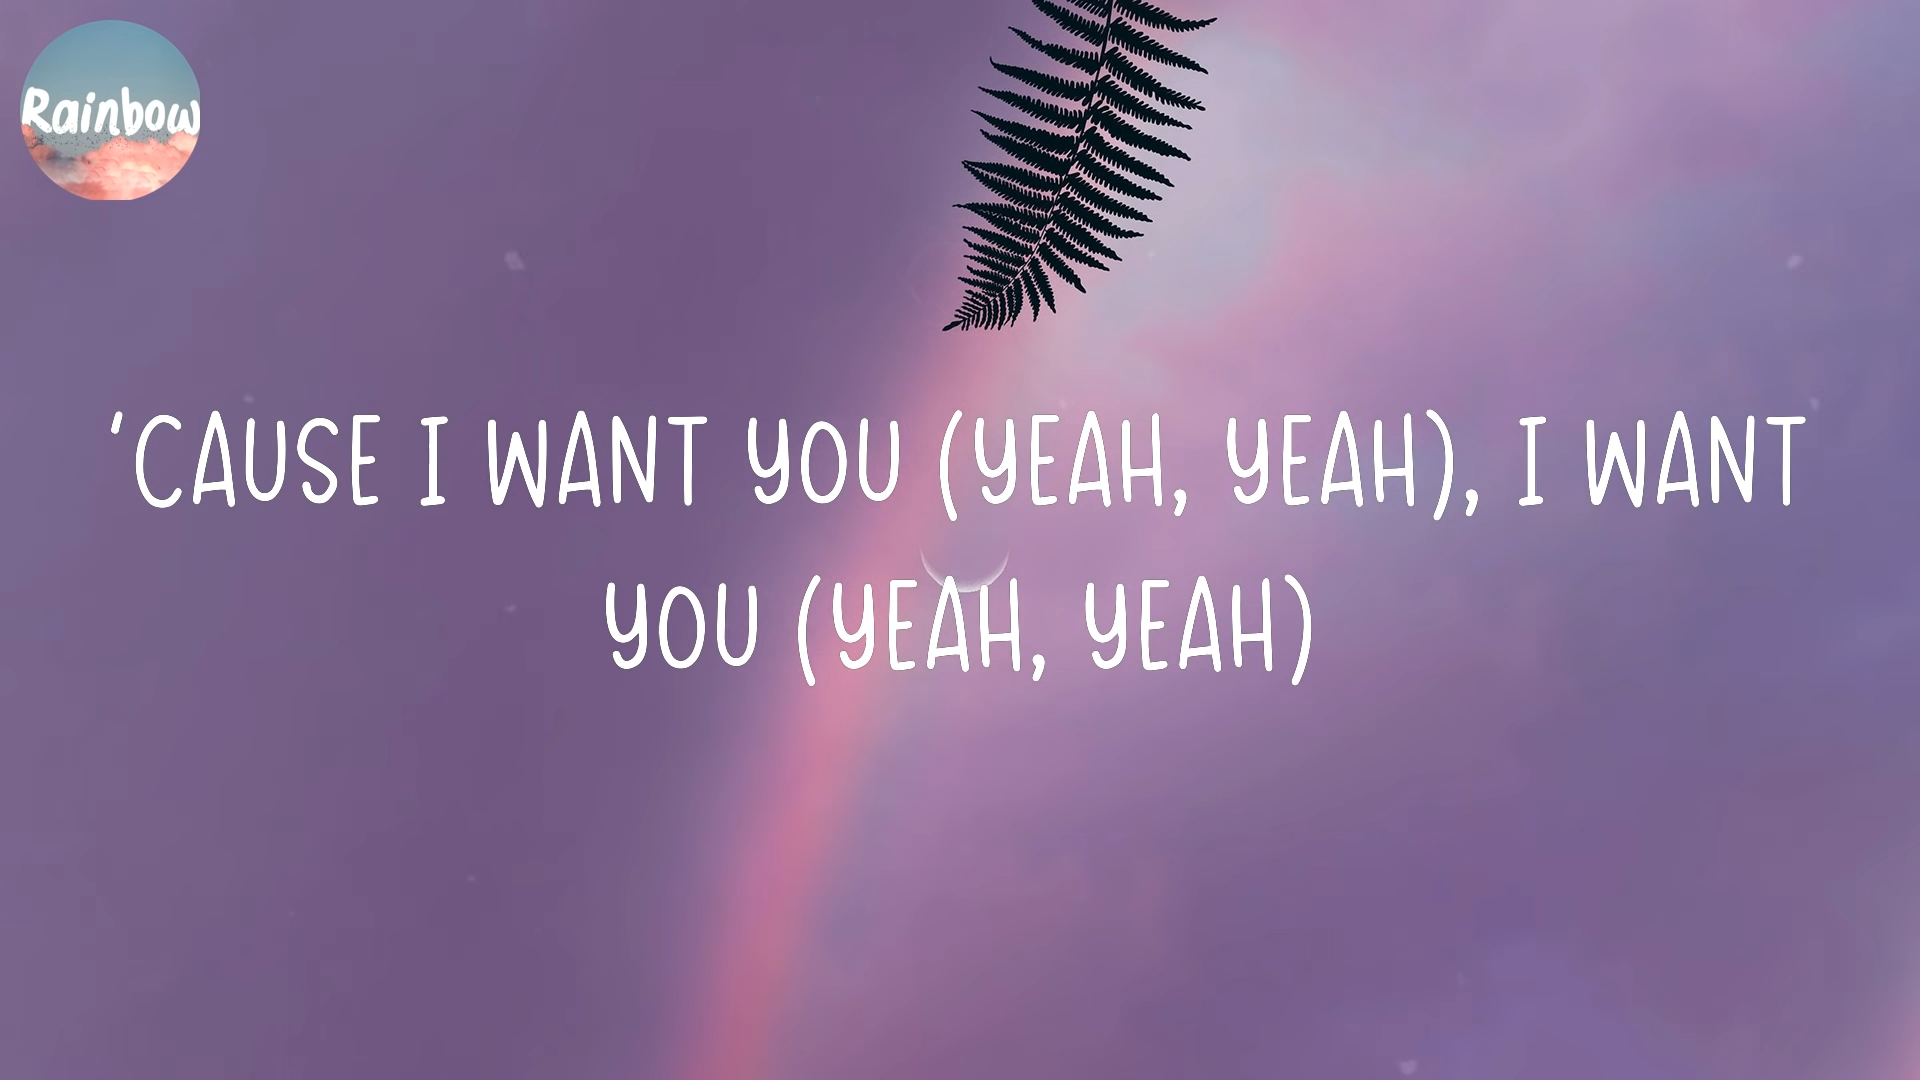 Rainbow
'CAUSE I WANT YOU (YEAH, YEAH), I WANT
YOU (YEAH, YEAH)